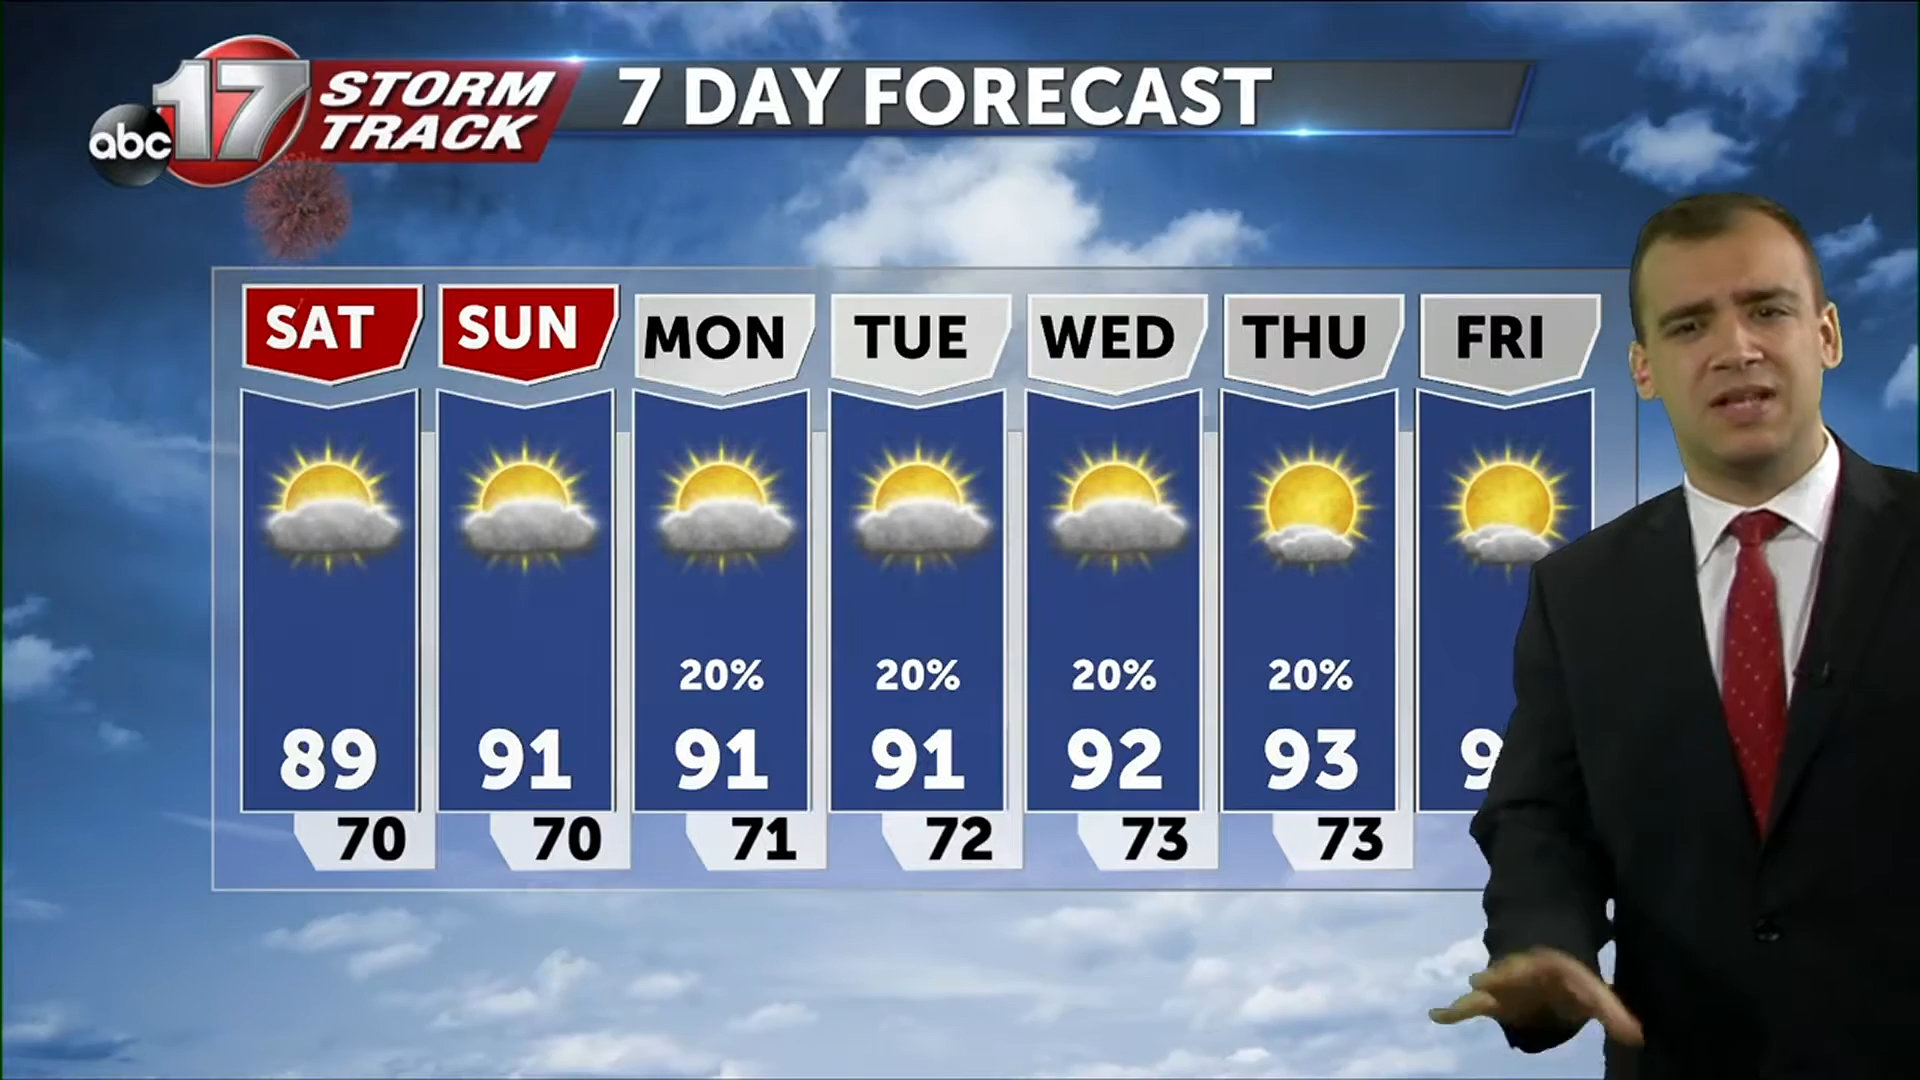 abc 17 STORM TRACK
7 DAY FORECAST
SAT SUN MON TUE WED THU FRI
20% 20% 20% 20%
89 91 91 91 92 93
70 70 71 72 73 73